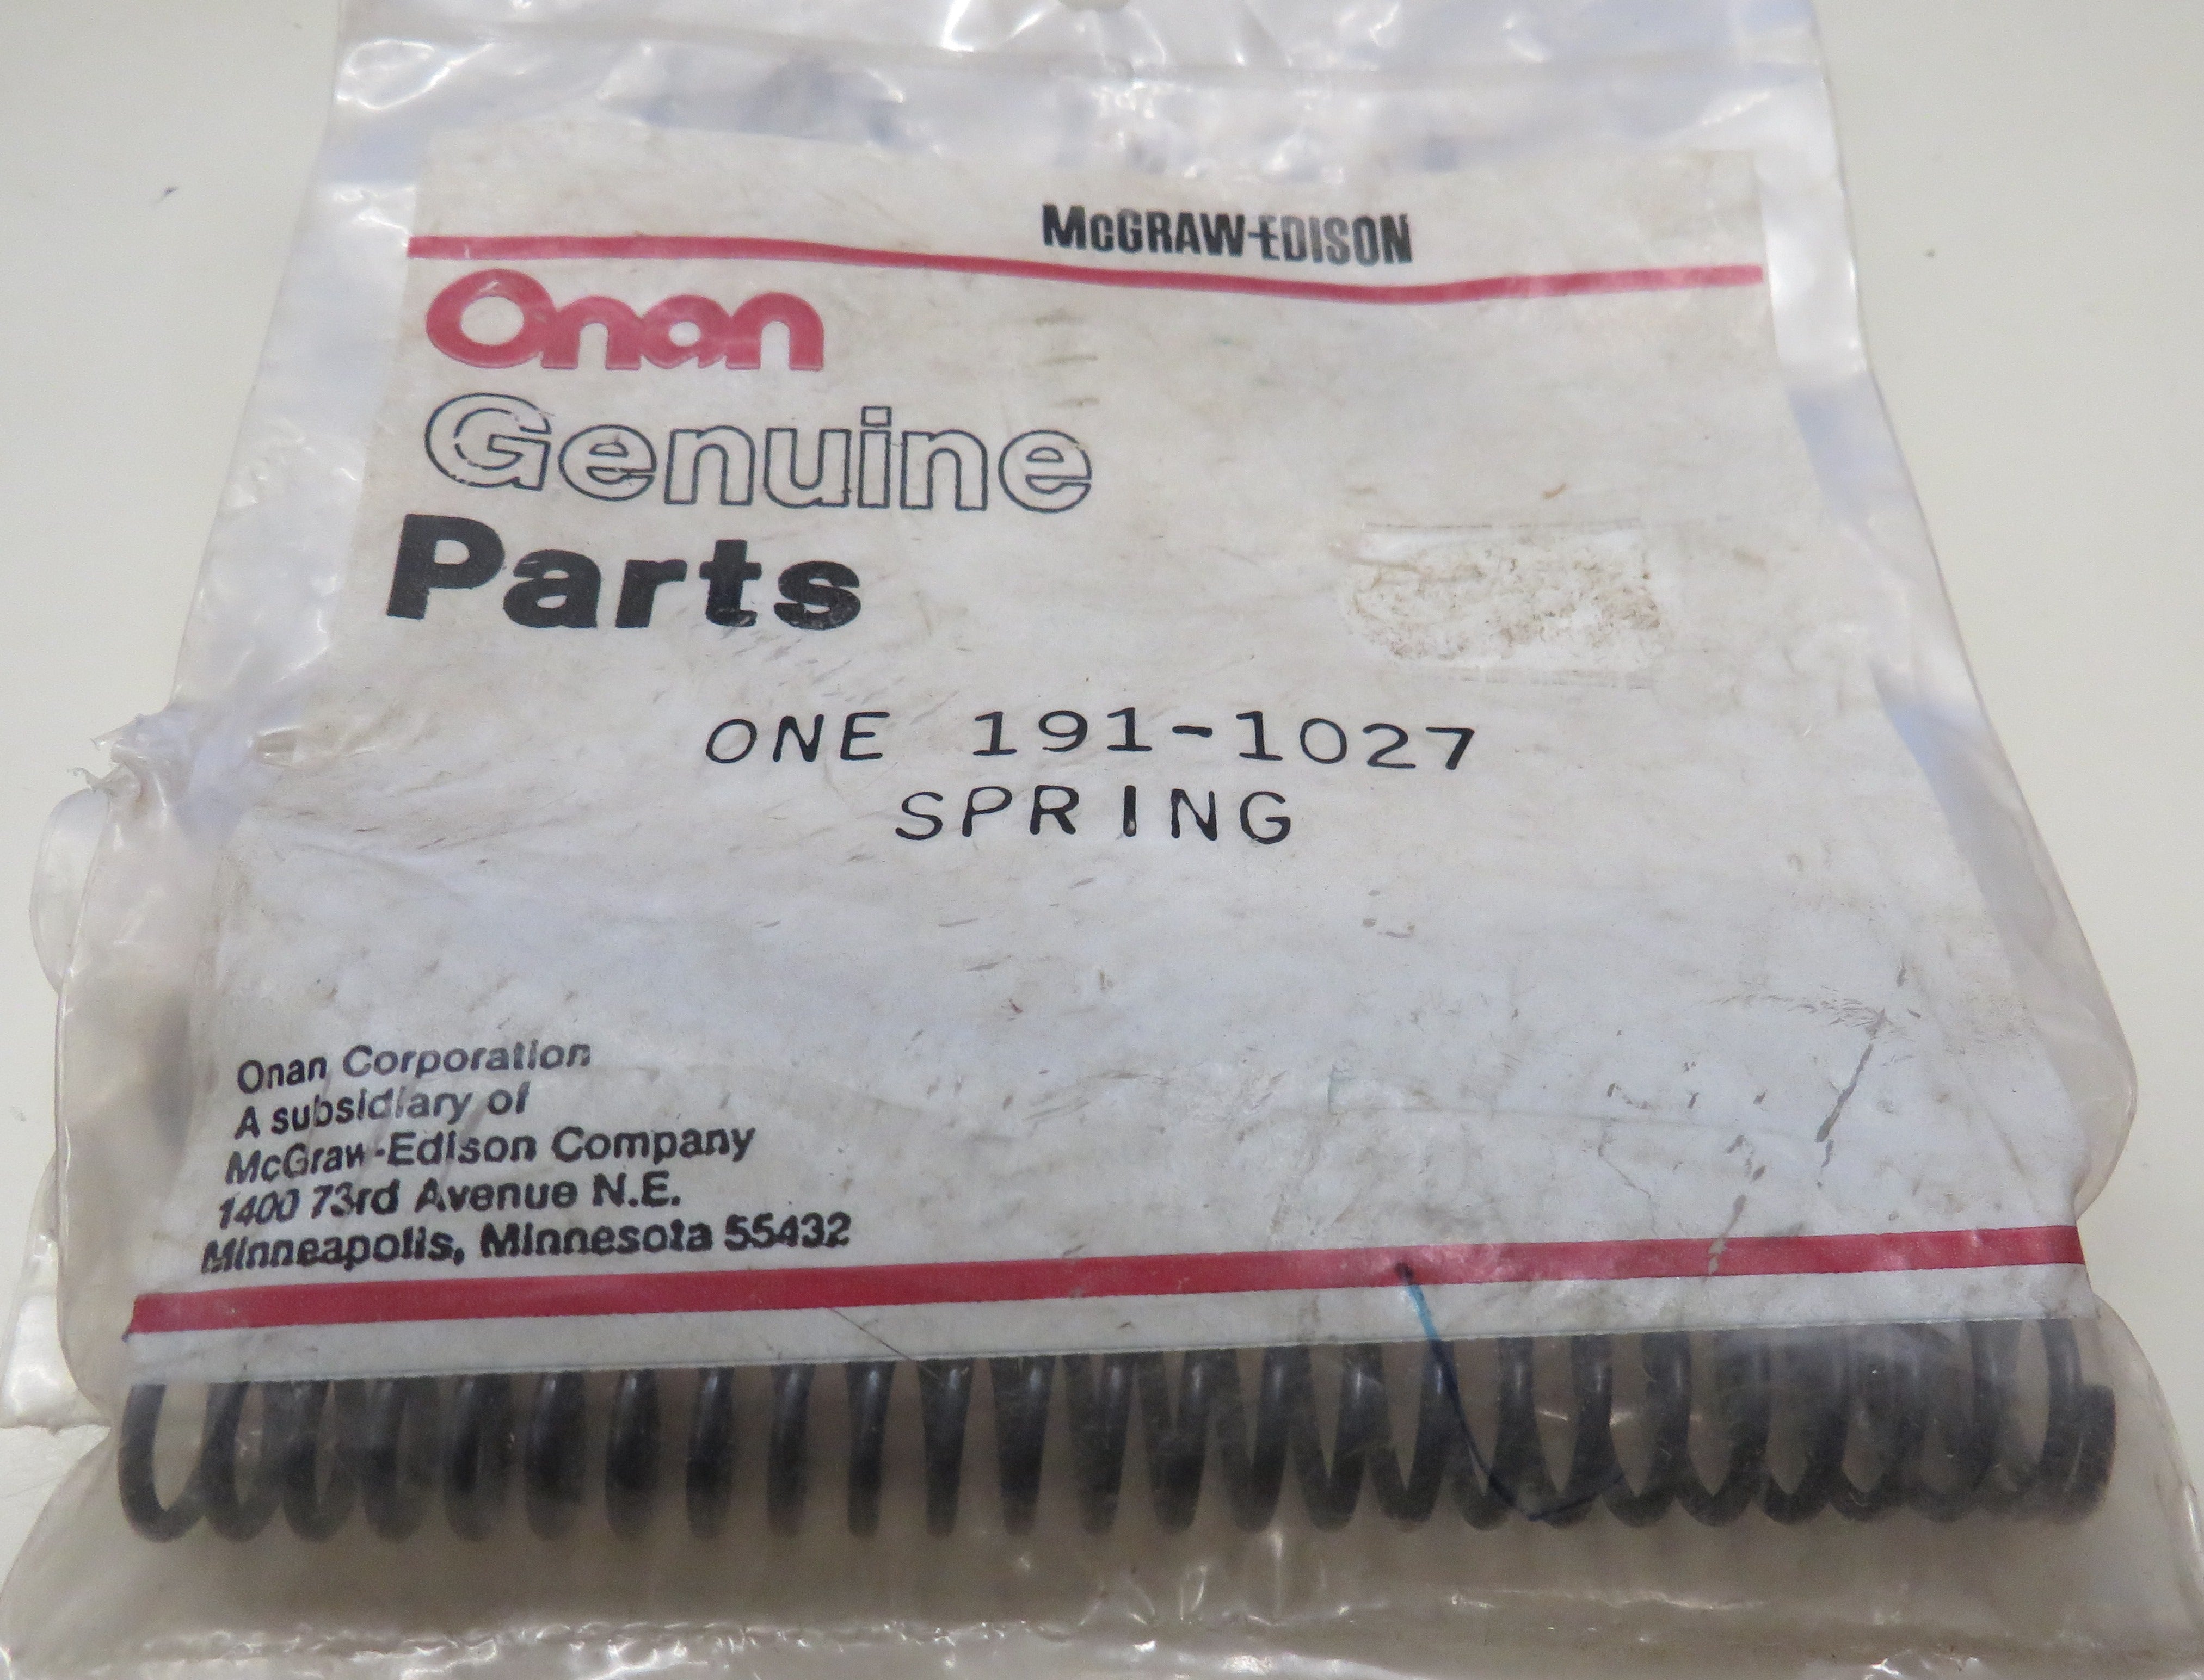 McGRAW-EDISON
Onan
Genuine
Parts
ONE 191-1027
SPRING
Onan Corporation
A subsidiary of
McGraw-Edison Company
1400 73rd Avenue N.E.
Minneapolis, Minnesota 55432